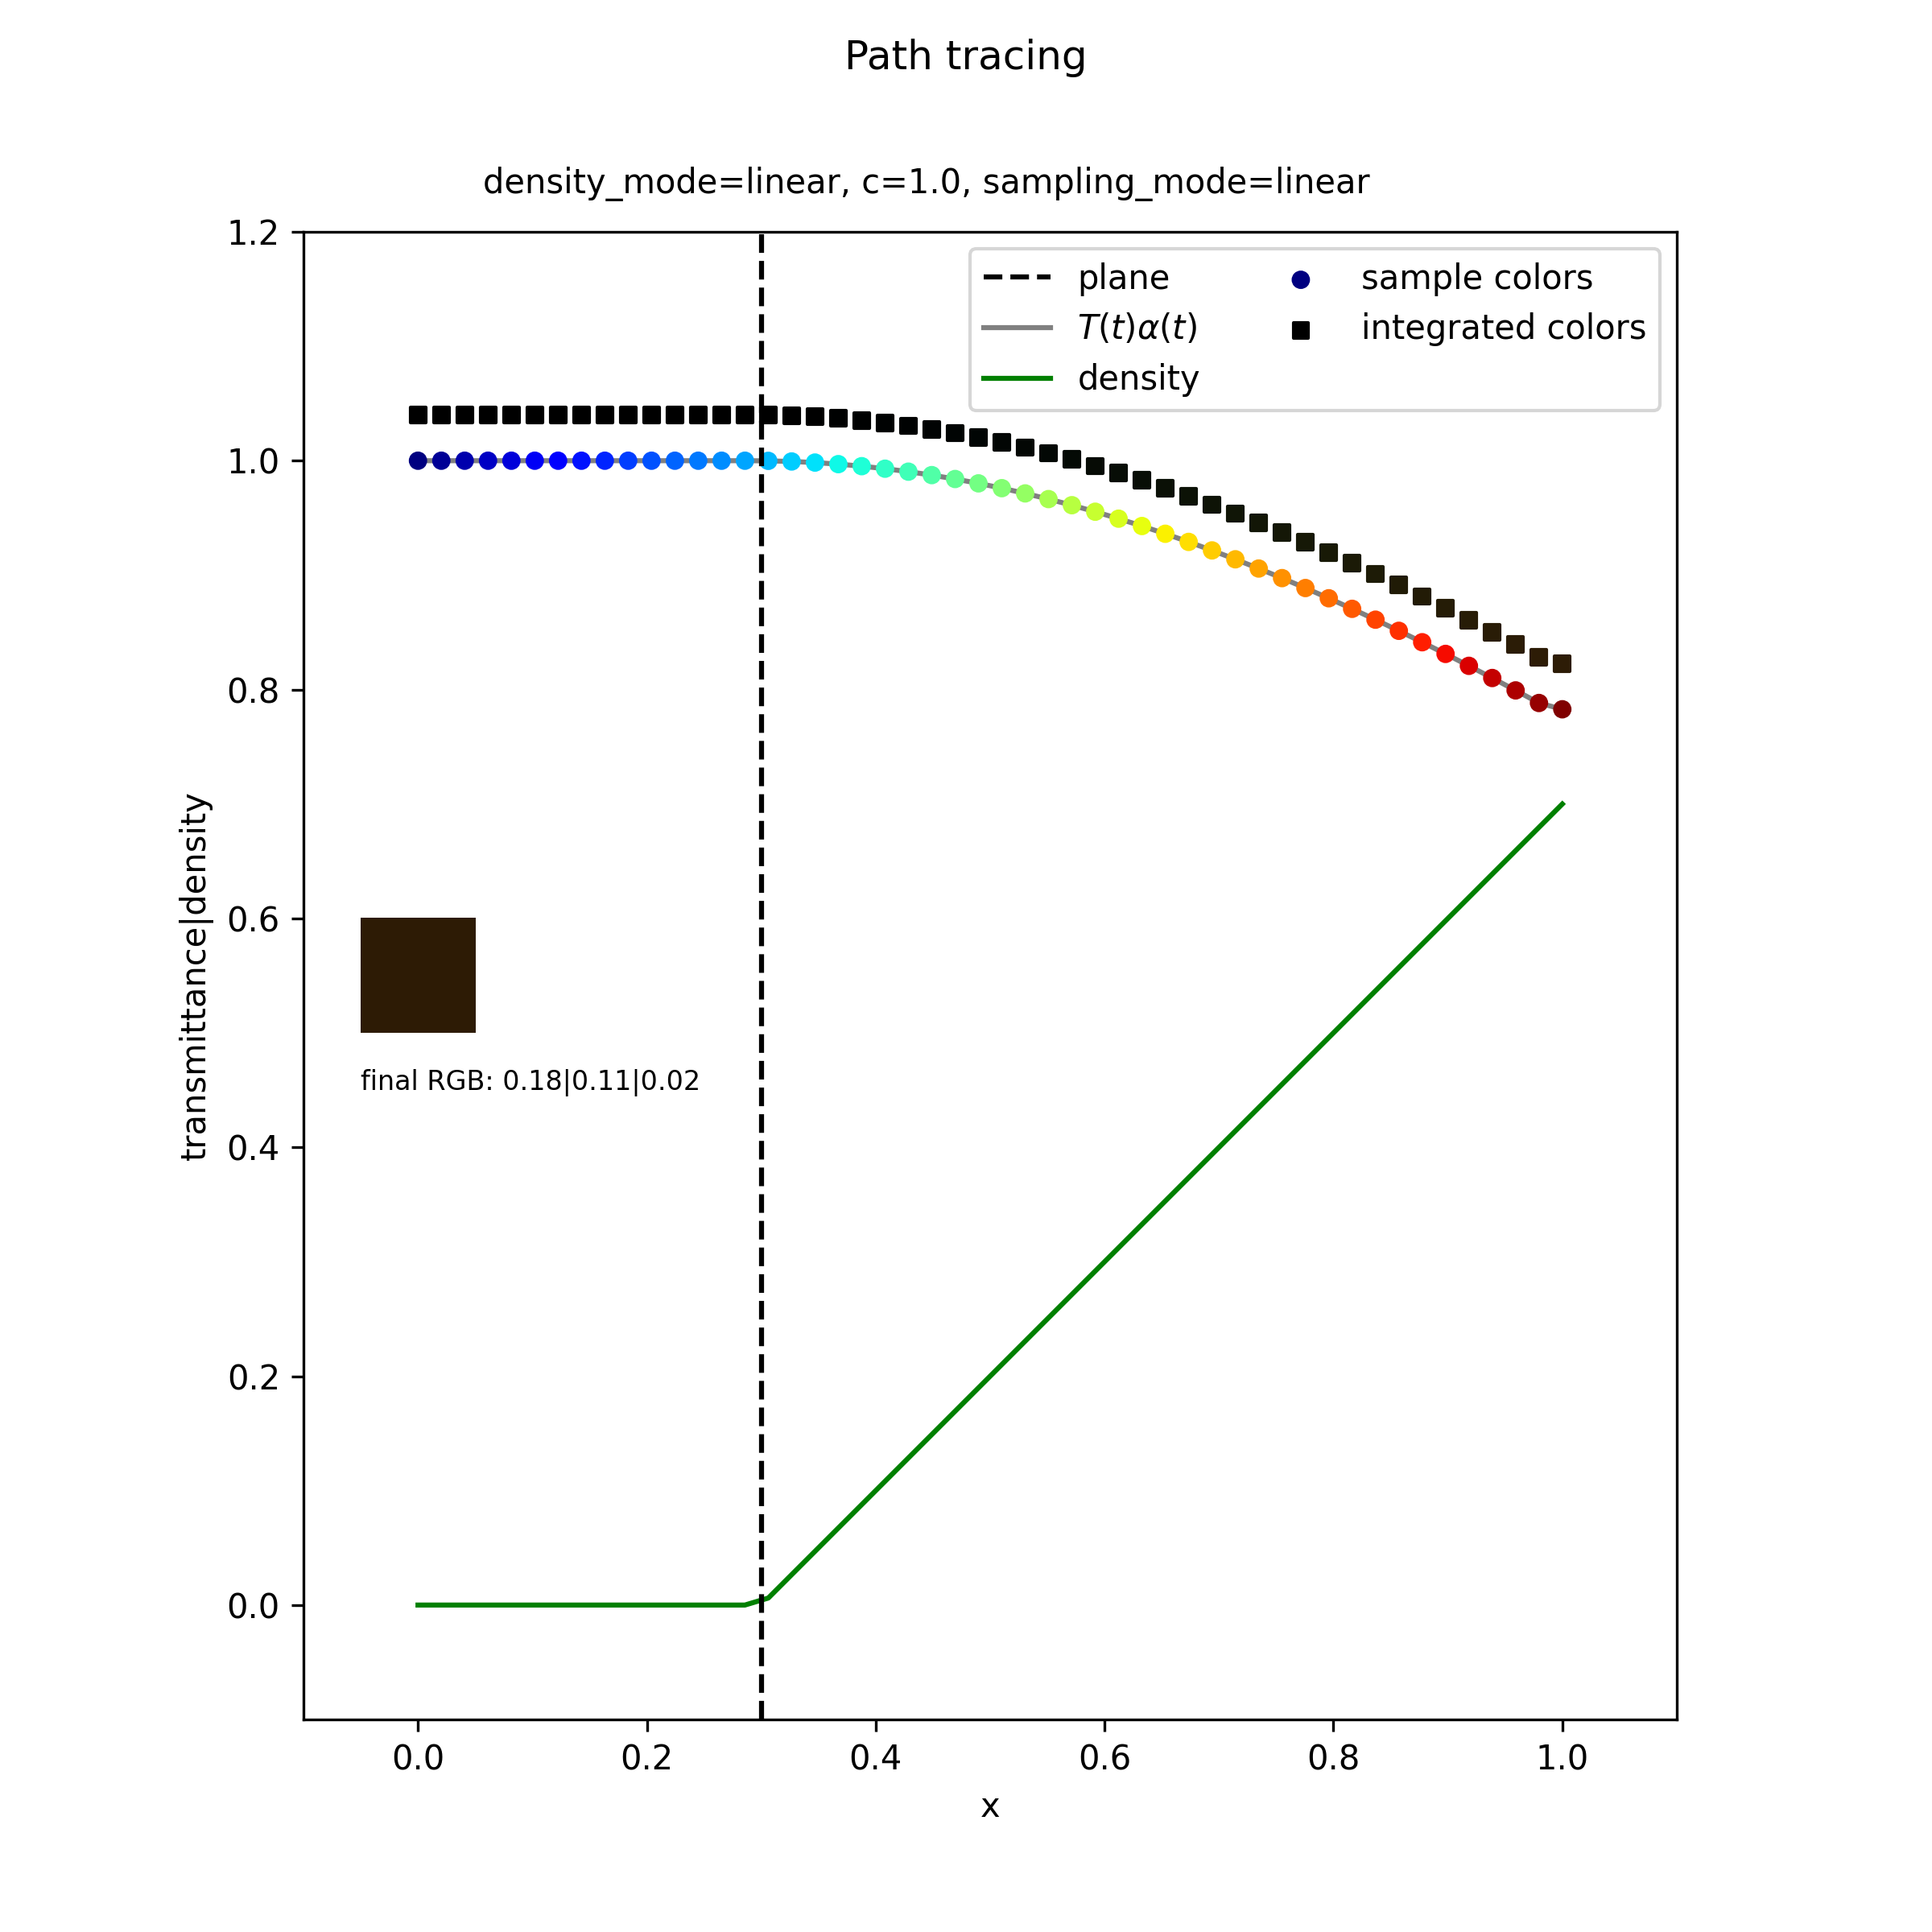 Path tracing
density_mode=linear, c=1.0, sampling_mode=linear
plane
T(t)α(t)
density
sample colors
integrated colors
transmittance|density
1.2
1.0
0.8
0.6
0.4
0.2
0.0
final RGB: 0.18|0.11|0.02
0.0 0.2 0.4 0.6 0.8 1.0
x